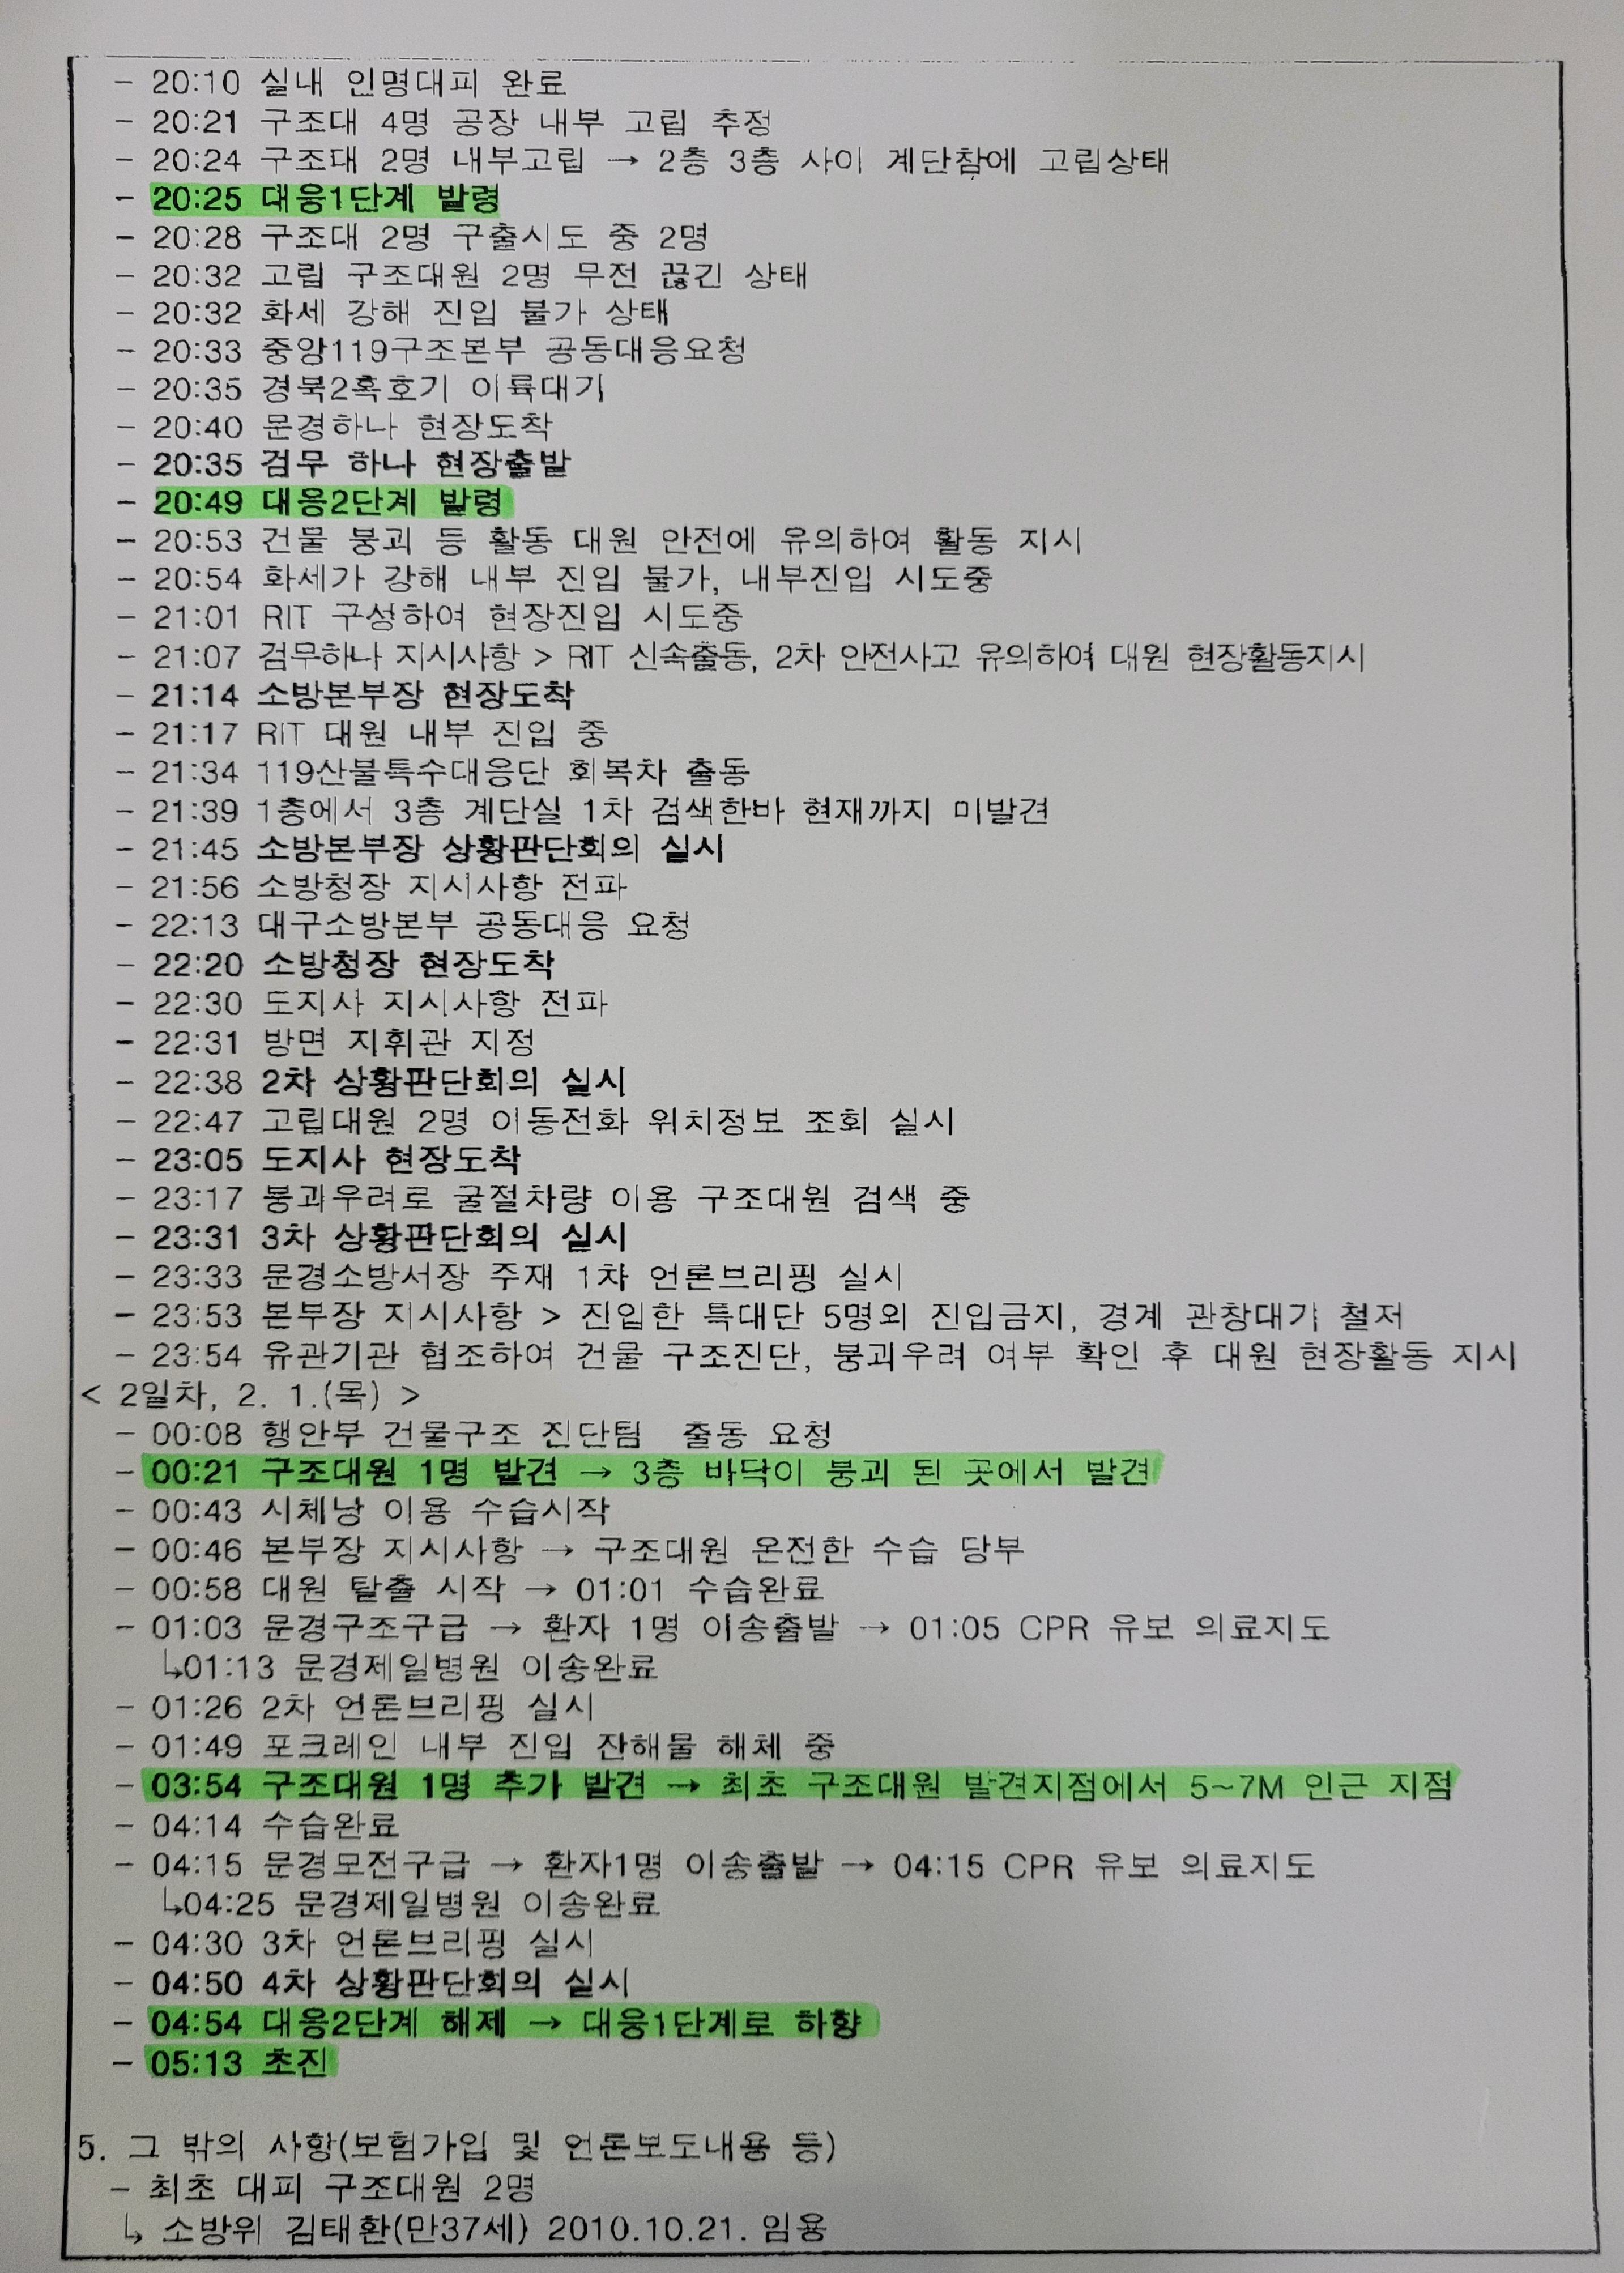 - 20:10 실내 인명대피 완료
- 20:21 구조대 4명 공장 내부 고립 추정
- 20:24 구조대 2명 내부고립 → 2층 3층 사이 계단참에 고립상태
- 20:25 대응1단계 발령
- 20:28 구조대 2명 구출시도 중 2명
- 20:32 고립 구조대원 2명 무전 끊긴 상태
- 20:32 화세 강해 진입 불가 상태
- 20:33 중앙119구조본부 공동대응요청
- 20:35 경북2혹호기 이륙대기
- 20:40 문경하나 현장도착
- 20:35 검무 하나 현장출발
- 20:49 대응2단계 발령
- 20:53 건물 붕괴 등 활동 대원 안전에 유의하여 활동 지시
- 20:54 화세가 강해 내부 진입 불가, 내부진입 시도중
- 21:01 RIT 구성하여 현장진입 시도중
- 21:07 검무하나 지시사항 > RIT 신속출동, 2차 안전사고 유의하여 대원 현장활동지시
- 21:14 소방본부장 현장도착
- 21:17 RIT 대원 내부 진입 중
- 21:34 119산불특수대응단 회복차 출동
- 21:39 1층에서 3층 계단실 1차 검색한바 현재까지 미발견
- 21:45 소방본부장 상황판단회의 실시
- 21:56 소방청장 지시사항 전파
- 22:13 대구소방본부 공동대응 요청
- 22:20 소방청장 현장도착
- 22:30 도지사 지시사항 전파
- 22:31 방면 지휘관 지정
- 22:38 2차 상황판단회의 실시
- 22:47 고립대원 2명 이동전화 위치정보 조회 실시
- 23:05 도지사 현장도착
- 23:17 붕괴우려로 굴절차량 이용 구조대원 검색 중
- 23:31 3차 상황판단회의 실시
- 23:33 문경소방서장 주재 1차 언론브리핑 실시
- 23:53 본부장 지시사항 > 진입한 특대단 5명외 진입금지, 경계 관창대기 철저
- 23:54 유관기관 협조하여 건물 구조진단, 붕괴우려 여부 확인 후 대원 현장활동 지시
< 2일차, 2. 1.(목) >
- 00:08 행안부 건물구조 진단팀 출동 요청
- 00:21 구조대원 1명 발견 → 3층 바닥이 붕괴 된 곳에서 발견
- 00:43 시체낭 이용 수습시작
- 00:46 본부장 지시사항 → 구조대원 온전한 수습 당부
- 00:58 대원 탈출 시작 → 01:01 수습완료
- 01:03 문경구조구급 → 환자 1명 이송출발 → 01:05 CPR 유보 의료지도
↳01:13 문경제일병원 이송완료
- 01:26 2차 언론브리핑 실시
- 01:49 포크레인 내부 진입 잔해물 해체 중
- 03:54 구조대원 1명 추가 발견 → 최초 구조대원 발견지점에서 5~7M 인근 지점
- 04:14 수습완료
- 04:15 문경모전구급 → 환자1명 이송출발 → 04:15 CPR 유보 의료지도
↳04:25 문경제일병원 이송완료
- 04:30 3차 언론브리핑 실시
- 04:50 4차 상황판단회의 실시
- 04:54 대응2단계 해제 → 대응1단계로 하향
- 05:13 초진
5. 그 밖의 사항(보험가입 및 언론보도내용 등)
- 최초 대피 구조대원 2명
↳ 소방위 김태환(만37세) 2010.10.21. 임용